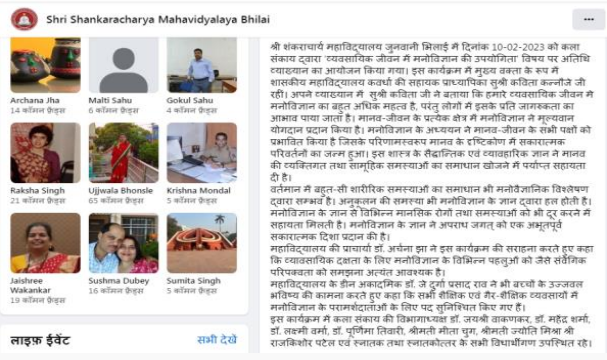 Shri Shankaracharya Mahavidyalaya Bhilai
Archana Jha
14 कॉमन फ़्रेंड्स
Malti Sahu
6 कॉमन फ़्रेंड्स
Gokul Sahu
4 कॉमन फ़्रेंड्स
Raksha Singh
21 कॉमन फ़्रेंड्स
Ujjwala Bhonsle
65 कॉमन फ़्रेंड्स
Krishna Mondal
5 कॉमन फ़्रेंड्स
Jaishree
Wakankar
19 कॉमन फ़्रेंड्स
Sushma Dubey
16 कॉमन फ़्रेंड्स
Sumita Singh
5 कॉमन फ़्रेंड्स
लाइफ़ ईवेंट
सभी देखें
श्री शंकराचार्य महाविद्यालय जुनवानी भिलाई में दिनांक 10-02-2023 को कला
संकाय द्वारा 'व्यवसायिक जीवन में मनोविज्ञान की उपयोगिता' विषय पर अतिथि
व्याख्यान का आयोजन किया गया। इस कार्यक्रम में मुख्य वक्ता के रूप में
शासकीय महाविद्यालय कवर्धा की सहायक प्राध्यापिका सुश्री कविता कन्नौजे जी
रहीं। अपने व्याख्यान में सुश्री कविता जी ने बताया कि हमारे व्यवसायिक जीवन मे
मनोविज्ञान का बहुत अधिक महत्व है, परंतु लोगों में इसके प्रति जागरुकता का
आभाव पाया जाता है। मानव-जीवन के प्रत्येक क्षेत्र में मनोविज्ञान ने मूल्यवान
योगदान प्रदान किया है। मनोविज्ञान के अध्ययन ने मानव-जीवन के सभी पक्षों को
प्रभावित किया है जिसके परिणामस्वरूप मानव के दृष्टिकोण में सकारात्मक
परिवर्तनों का जन्म हुआ। इस शास्त्र के सैद्धान्तिक एवं व्यावहारिक ज्ञान ने मानव
की व्यक्तिगत तथा सामूहिक समस्याओं का समाधान खोजने में पर्याप्त सहायता
दी है।
वर्तमान में बहुत-सी शारीरिक समस्याओं का समाधान भी मनोवैज्ञानिक विश्लेषण
द्वारा सम्भव है। अनुकूलन की समस्या भी मनोविज्ञान के ज्ञान द्वारा हल होती है।
मनोविज्ञान के ज्ञान से विभिन्न मानसिक रोगों तथा समस्याओं को भी दूर करने में
सहायता मिलती है। मनोविज्ञान के ज्ञान ने अपराध जगत् को एक अभूतपूर्व
सकारात्मक दिशा प्रदान की है।
महाविद्यालय की प्राचार्या डॉ. अर्चना झा ने इस कार्यक्रम की सराहना करते हुए कहा
कि व्यावसायिक दक्षता के लिए मनोविज्ञान के विभिन्न पहलुओं को जैसे संवेगिक
परिपक्वता को समझना अत्यंत आवश्यक है।
महाविद्यालय के डीन अकादमिक डॉ. जे दुर्गा प्रसाद राव ने भी बच्चों के उज्जवल
भविष्य की कामना करते हुए कहा कि सभी शैक्षिक एवं गैर-शैक्षिक व्यवसायों में
मनोविज्ञान के परामर्शदाताओं के लिए पद सुनिश्चित किए गए हैं।
इस कार्यक्रम में कला संकाय की विभागाध्यक्ष डॉ. जयश्री वाकणकर, डॉ. महेंद्र शर्मा,
डॉ. लक्ष्मी वर्मा, डॉ. पूर्णिमा तिवारी, श्रीमती मीता चुग, श्रीमती ज्योति मिश्रा श्री
राजकिशोर पटेल एवं स्नातक तथा स्नातकोत्तर के सभी विद्यार्थीगण उपस्थित रहे।